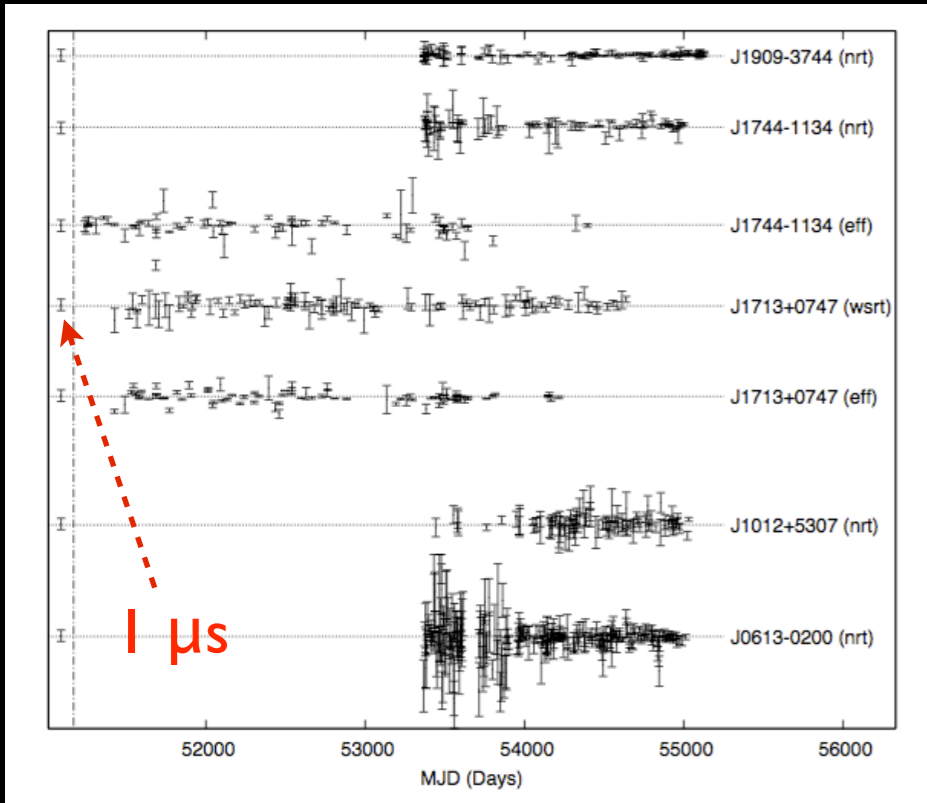 J1909-3744 (nrt)
J1744-1134 (nrt)
J1744-1134 (eff)
J1713+0747 (wsrt)
J1713+0747 (eff)
J1012+5307 (nrt)
J0613-0200 (nrt)
1 μs
52000 53000 54000 55000 56000
MJD (Days)